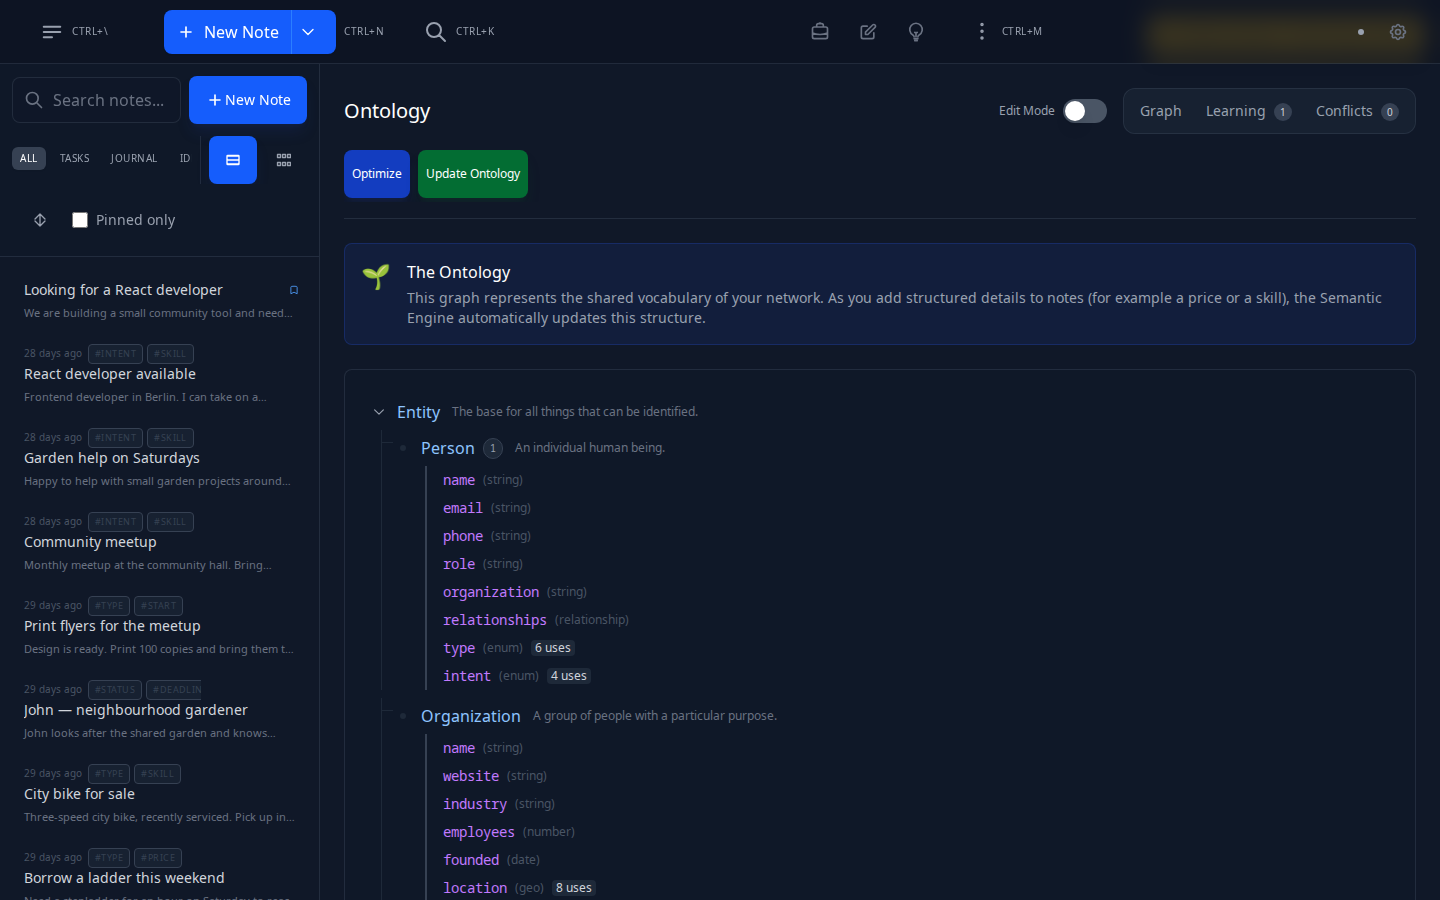 CTRL+\
+ New Note
CTRL+N
CTRL+K
CTRL+M
Search notes...
+ New Note
ALL TASKS JOURNAL ID
Pinned only
Looking for a React developer
We are building a small community tool and need...
28 days ago #INTENT #SKILL
React developer available
Frontend developer in Berlin. I can take on a...
28 days ago #INTENT #SKILL
Garden help on Saturdays
Happy to help with small garden projects around...
28 days ago #INTENT #SKILL
Community meetup
Monthly meetup at the community hall. Bring...
29 days ago #TYPE #START
Print flyers for the meetup
Design is ready. Print 100 copies and bring them t...
29 days ago #STATUS #DEADLIN
John — neighbourhood gardener
John looks after the shared garden and knows...
29 days ago #TYPE #SKILL
City bike for sale
Three-speed city bike, recently serviced. Pick up in...
29 days ago #TYPE #PRICE
Borrow a ladder this weekend
Ontology
Edit Mode
Graph Learning 1 Conflicts 0
Optimize Update Ontology
The Ontology
This graph represents the shared vocabulary of your network. As you add structured details to notes (for example a price or a skill), the Semantic
Engine automatically updates this structure.
Entity The base for all things that can be identified.
Person 1 An individual human being.
name (string)
email (string)
phone (string)
role (string)
organization (string)
relationships (relationship)
type (enum) 6 uses
intent (enum) 4 uses
Organization A group of people with a particular purpose.
name (string)
website (string)
industry (string)
employees (number)
founded (date)
location (geo) 8 uses